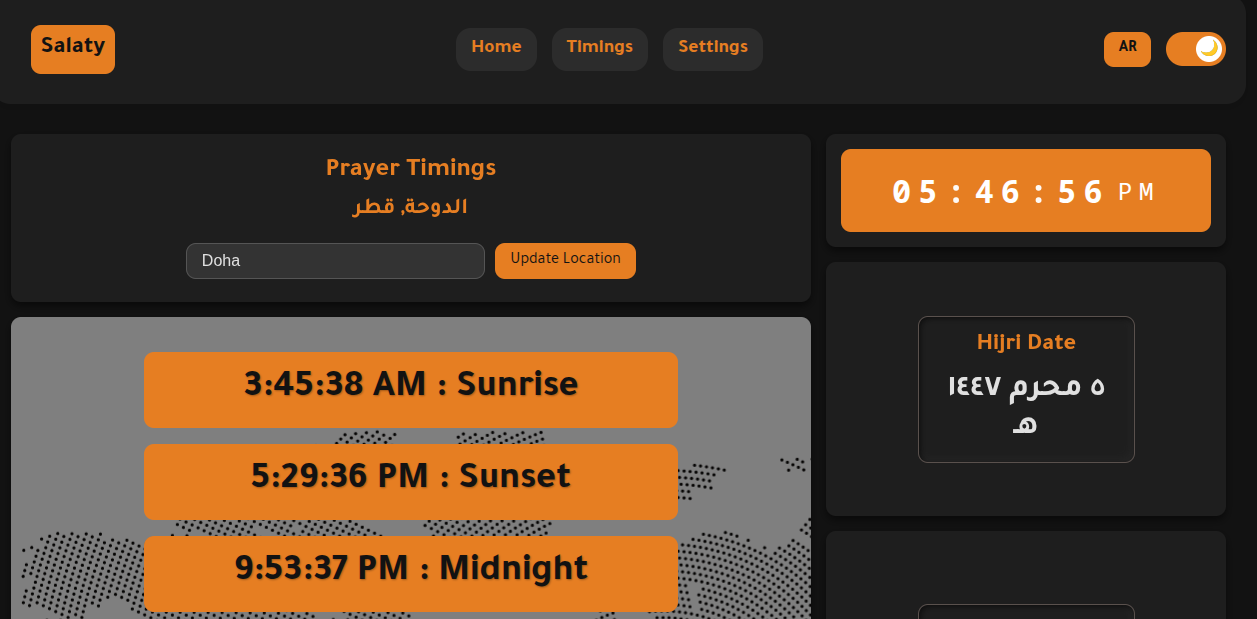 Salaty
Home
Timings
Settings
AR
Prayer Timings
الدوحة, قطر
Doha
Update Location
3:45:38 AM : Sunrise
5:29:36 PM : Sunset
9:53:37 PM : Midnight
05:46:56 PM
Hijri Date
٥ محرم ١٤٤٧
هـ